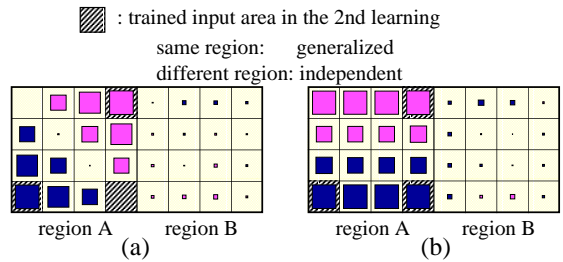 : trained input area in the 2nd learning
same region: generalized
different region: independent
region A region B region A region B
(a) (b)